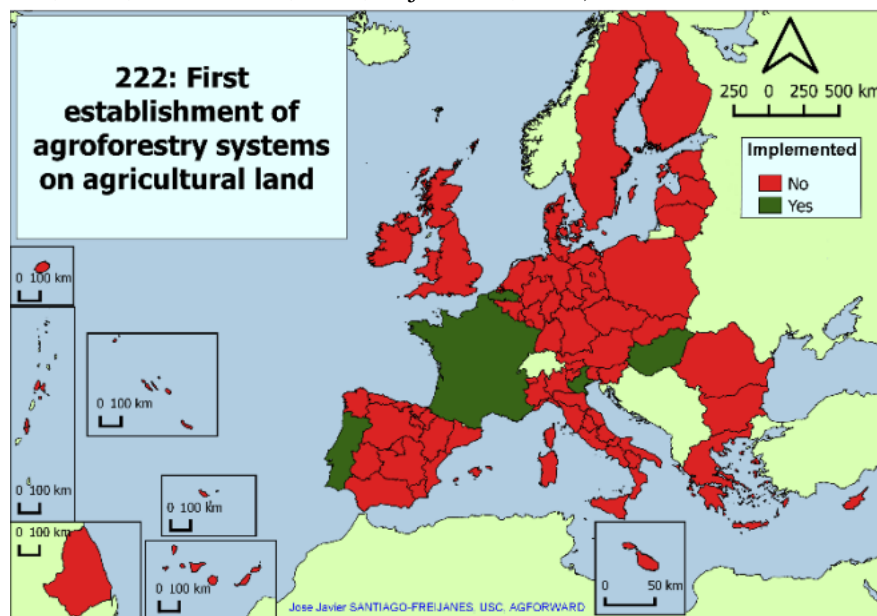 222: First
establishment of
agroforestry systems
on agricultural land
250 0 250 500 km
Implemented
No
Yes
0 100 km
0 100 km
0 100 km
0 100 km
0 100 km
0 100 km
0 50 km
Jose Javier SANTIAGO-FREIJANES, USC, AGFORWARD